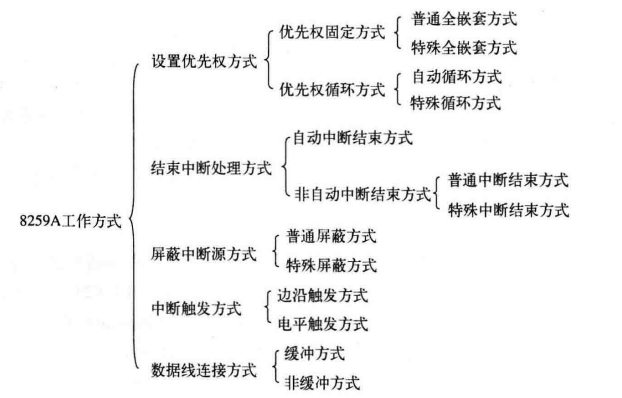 8259A工作方式
设置优先权方式
优先权固定方式
普通全嵌套方式
特殊全嵌套方式
优先权循环方式
自动循环方式
特殊循环方式
结束中断处理方式
自动中断结束方式
非自动中断结束方式
普通中断结束方式
特殊中断结束方式
屏蔽中断源方式
普通屏蔽方式
特殊屏蔽方式
中断触发方式
边沿触发方式
电平触发方式
数据线连接方式
缓冲方式
非缓冲方式